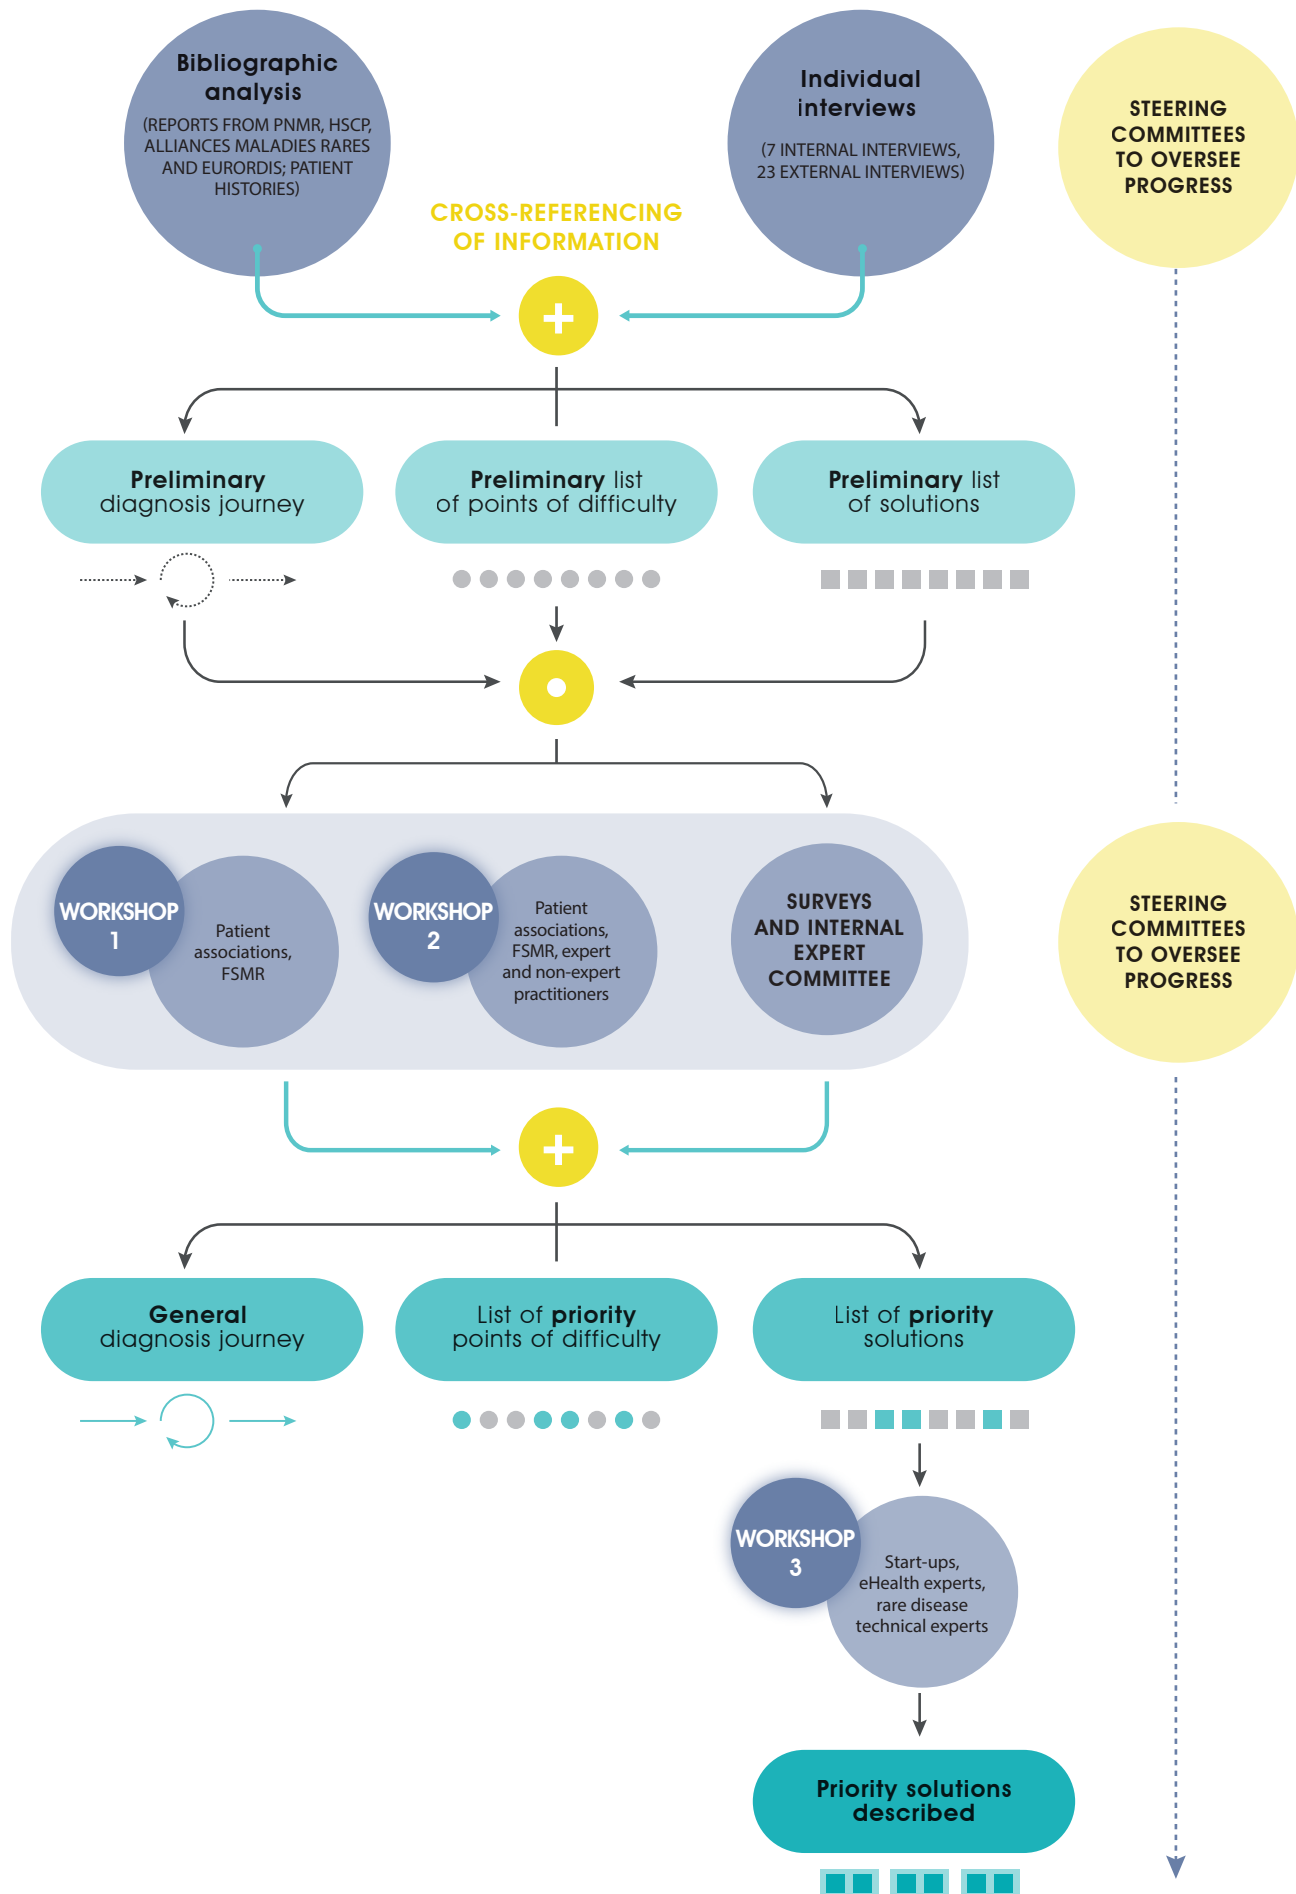 Bibliographic
analysis
(REPORTS FROM PNMR, HSCP,
ALLIANCES MALADIES RARES
AND EURORDIS; PATIENT
HISTORIES)
Individual
interviews
(7 INTERNAL INTERVIEWS,
23 EXTERNAL INTERVIEWS)
STEERING
COMMITTEES
TO OVERSEE
PROGRESS
CROSS-REFERENCING
OF INFORMATION
+
Preliminary
diagnosis journey
Preliminary list
of points of difficulty
Preliminary list
of solutions
WORKSHOP
1
Patient
associations,
FSMR
WORKSHOP
2
Patient
associations,
FSMR, expert
and non-expert
practitioners
SURVEYS
AND INTERNAL
EXPERT
COMMITTEE
STEERING
COMMITTEES
TO OVERSEE
PROGRESS
+
General
diagnosis journey
List of priority
points of difficulty
List of priority
solutions
WORKSHOP
3
Start-ups,
eHealth experts,
rare disease
technical experts
Priority solutions
described